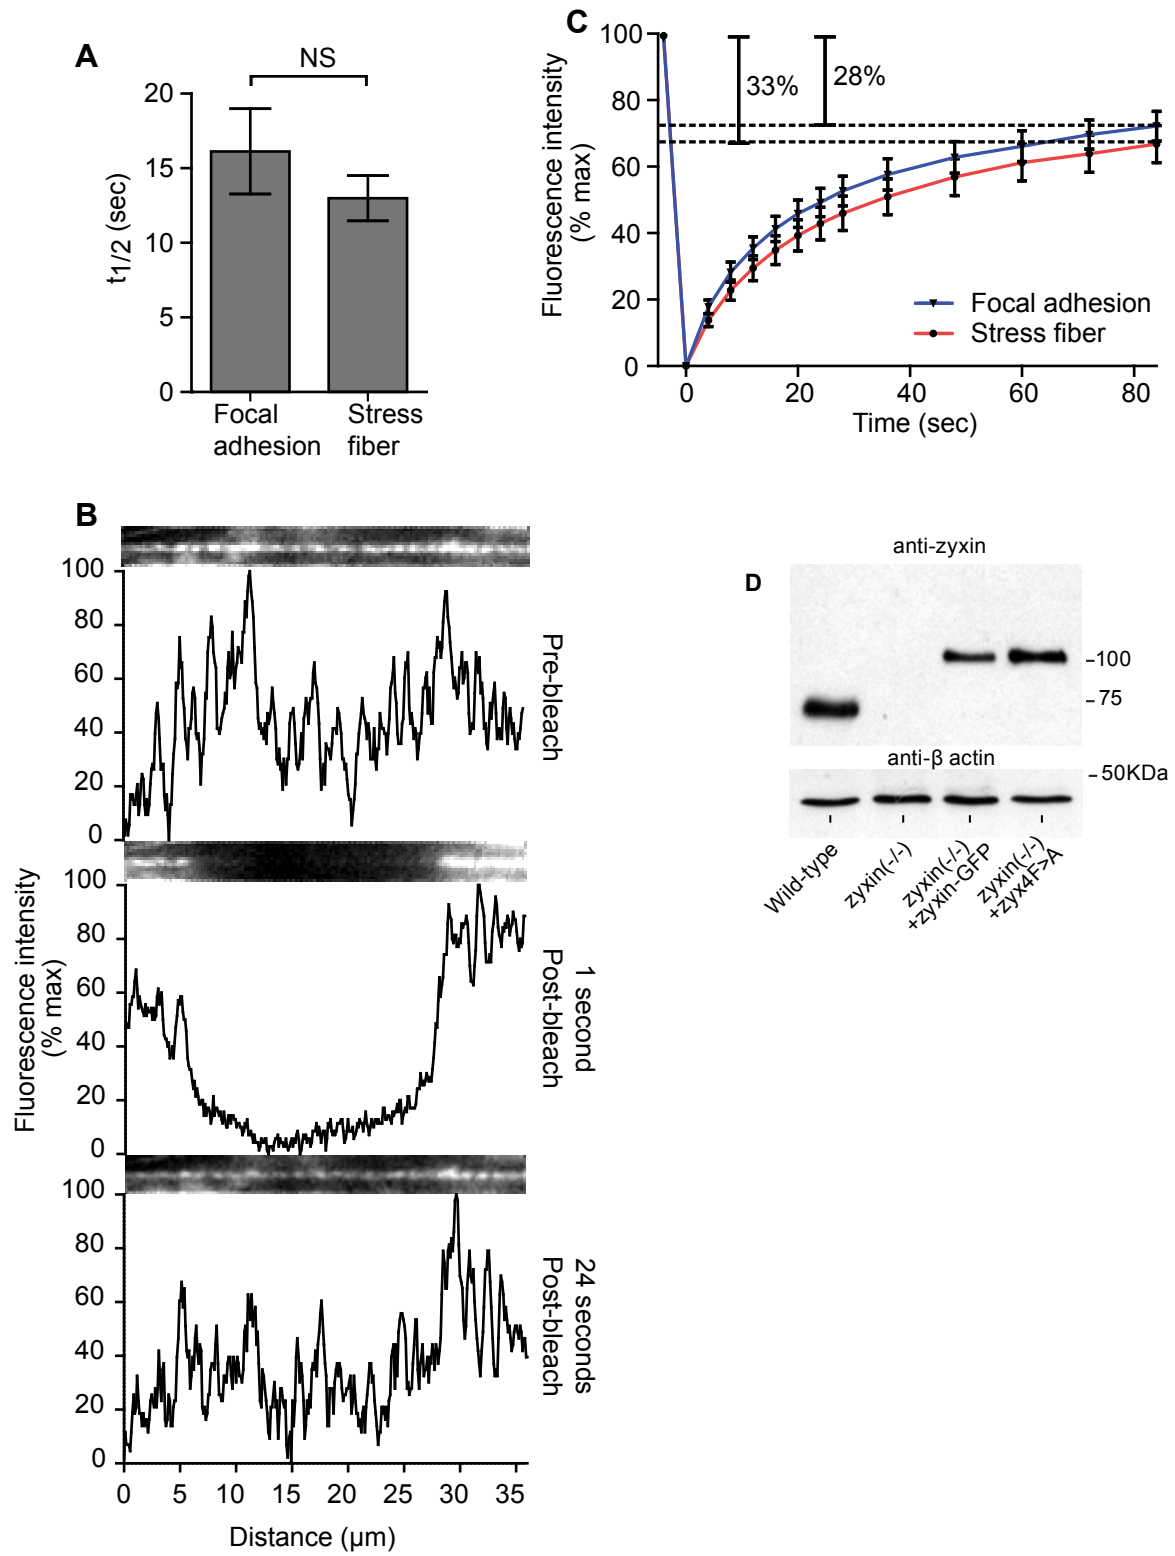 A
NS
20
15
10
5
0
t1/2 (sec)
Focal
adhesion
Stress
fiber
C
100
80
60
40
20
0
Fluorescence intensity
(% max)
33%
28%
Focal adhesion
Stress fiber
0
20
40
60
80
Time (sec)
B
100
80
60
40
20
0
Pre-bleach
100
80
60
40
20
0
1 second
Post-bleach
Fluorescence intensity
(% max)
100
80
60
40
20
0
24 seconds
Post-bleach
0
5
10
15
20
25
30
35
Distance (µm)
D
anti-zyxin
-100
-75
anti-β actin
-50KDa
Wild-type
zyxin(-/-)
zyxin(-/-)
+zyxin-GFP
zyxin(-/-)
+zyx4F>A